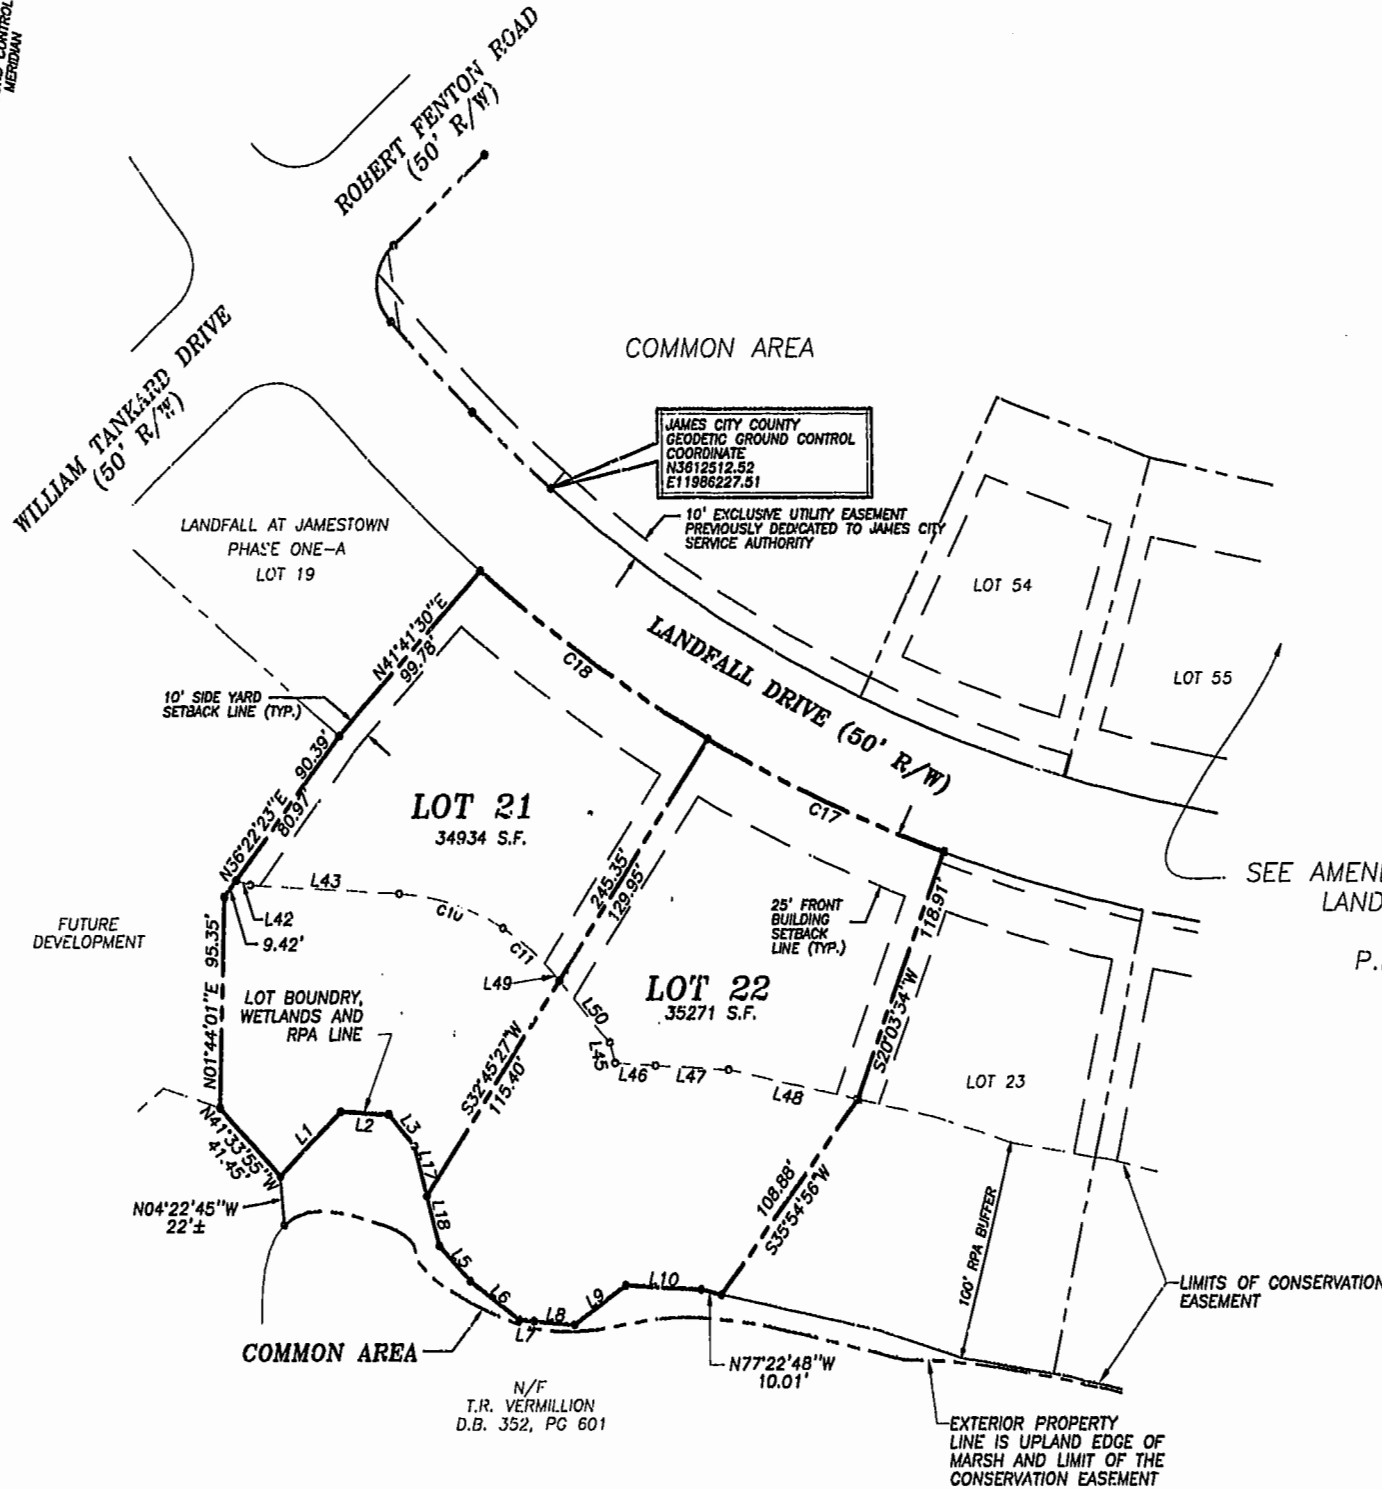 MERIDIAN
ROBERT FENTON ROAD
(50' R/W)
WILLIAM TANKARD DRIVE
(50' R/W)
COMMON AREA
JAMES CITY COUNTY
GEODETIC GROUND CONTROL
COORDINATE
N3612512.52
E11986227.51
10' EXCLUSIVE UTILITY EASEMENT
PREVIOUSLY DEDICATED TO JAMES CITY
SERVICE AUTHORITY
LANDFALL AT JAMESTOWN
PHASE ONE-A
LOT 19
LOT 54
LOT 55
LANDFALL DRIVE (50' R/W)
C18
N41°41'30"E
99.78'
10' SIDE YARD
SETBACK LINE (TYP.)
90.39'
N36°22'23"E
80.97'
LOT 21
34934 S.F.
C17
SEE AMEN
LAND
P.
245.35'
129.95'
118.91'
S20°03'54"W
25' FRONT
BUILDING
SETBACK
LINE (TYP.)
L43
C10
C11
L42
9.42'
FUTURE
DEVELOPMENT
N01°44'01"E 95.35'
LOT BOUNDRY,
WETLANDS AND
RPA LINE
L49
LOT 22
35271 S.F.
L50
L45
L46
L47
L48
LOT 23
S32°45'27"W
115.40'
N41°33'55"W
41.45'
L1
L2
L3
L17
L18
N04°22'45"W
22'±
L5
L6
L7
L8
L9
L10
108.88'
S35°54'56"W
100' RPA BUFFER
LIMITS OF CONSERVATION
EASEMENT
COMMON AREA
N77°22'48"W
10.01'
N/F
T.R. VERMILLION
D.B. 352, PG 601
EXTERIOR PROPERTY
LINE IS UPLAND EDGE OF
MARSH AND LIMIT OF THE
CONSERVATION EASEMENT